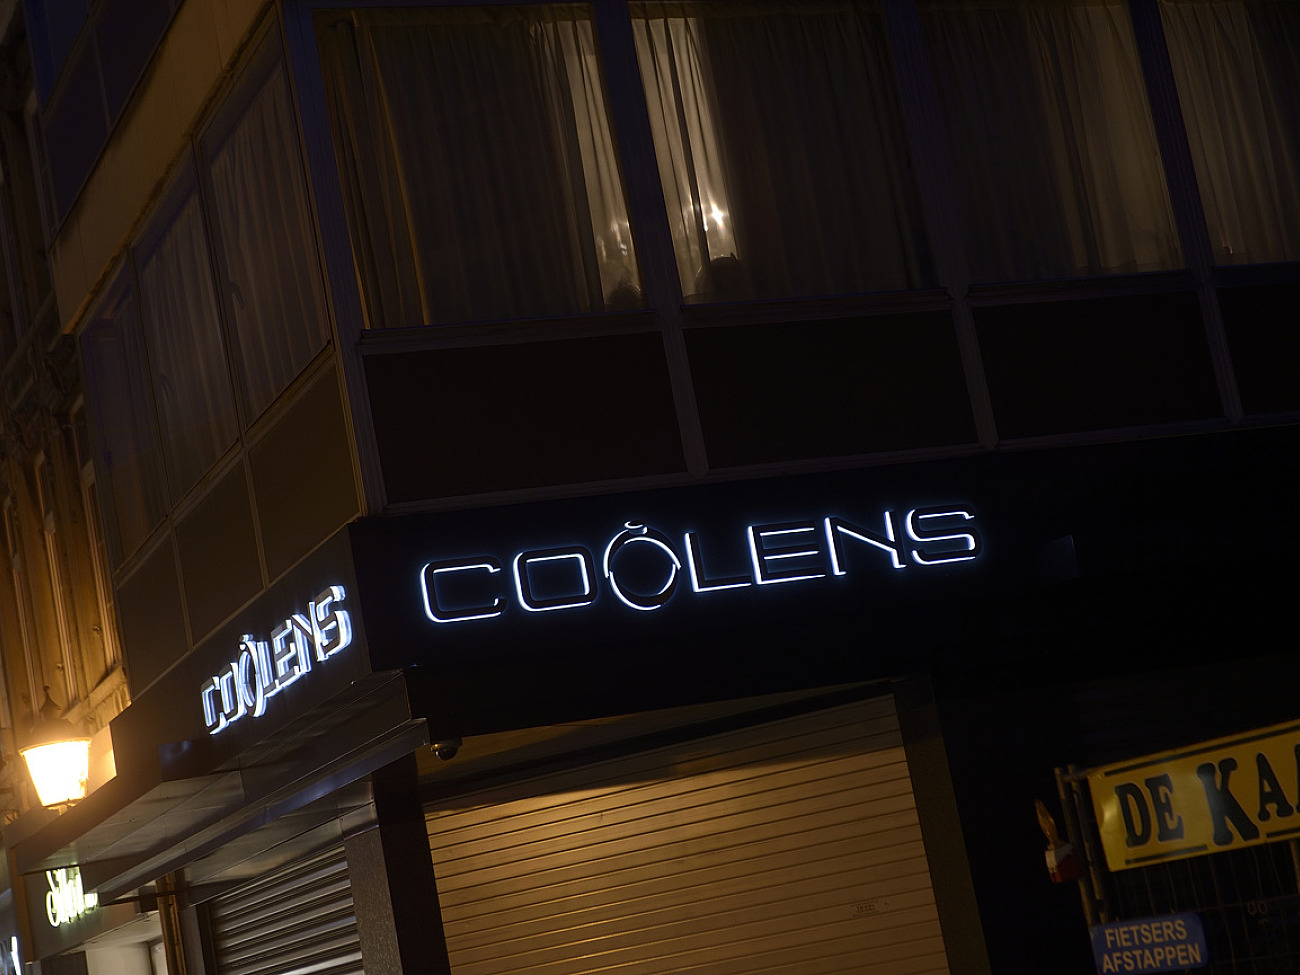 COOLENS
COOLENS
DE KA
FIETSERS
AFSTAPPEN